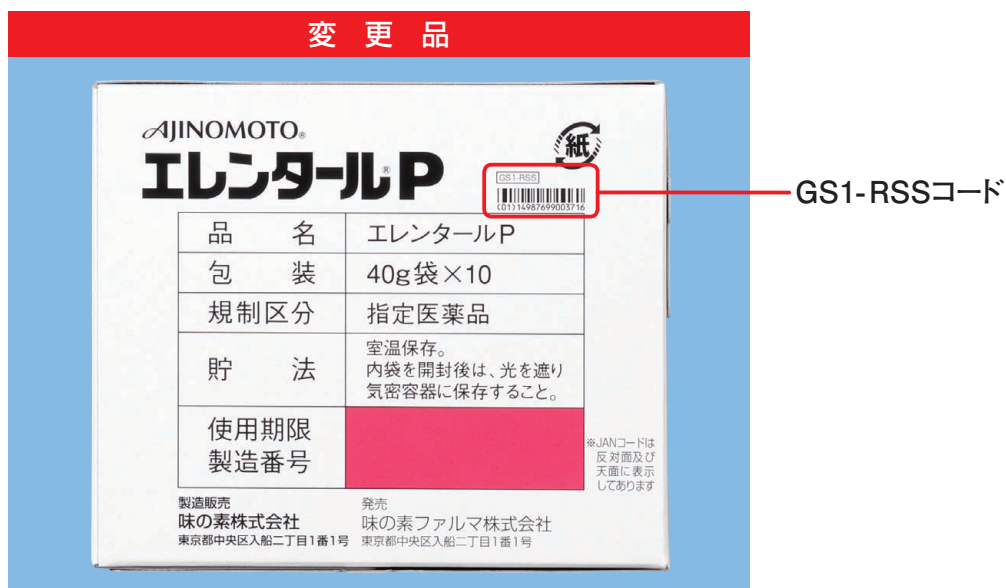 変更品
AJINOMOTO®
エレンタール®P
紙
GS1-RSS
(01)14987699003716
GS1-RSSコード
品名 エレンタールP
包装 40g袋×10
規制区分 指定医薬品
貯法 室温保存。
内袋を開封後は、光を遮り
気密容器に保存すること。
使用期限
製造番号
※JANコードは
反対面及び
天面に表示
してあります
製造販売
味の素株式会社
東京都中央区入船二丁目1番1号
発売
味の素ファルマ株式会社
東京都中央区入船二丁目1番1号